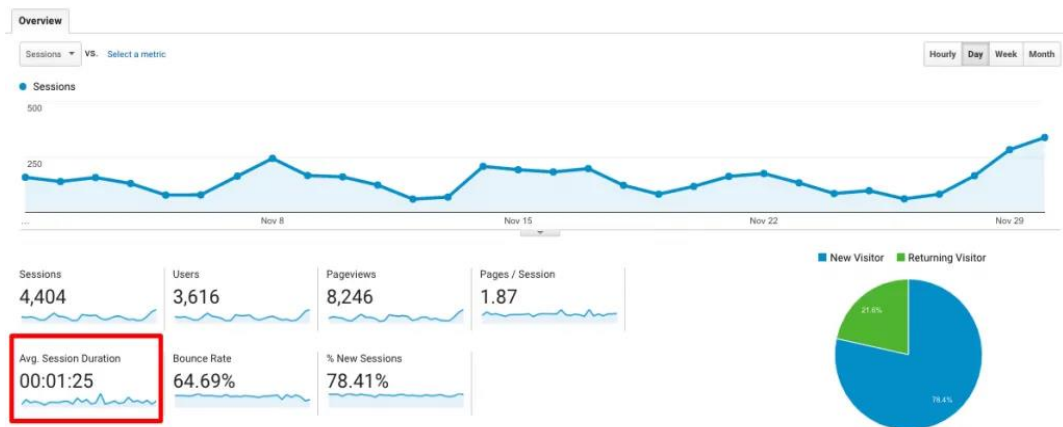 Overview
Sessions VS. Select a metric
Hourly Day Week Month
Sessions
500
250
... Nov 8 Nov 15 Nov 22 Nov 29
New Visitor Returning Visitor
Sessions Users Pageviews Pages / Session
4,404 3,616 8,246 1.87
21.6%
Avg. Session Duration Bounce Rate % New Sessions
00:01:25 64.69% 78.41%
78.4%